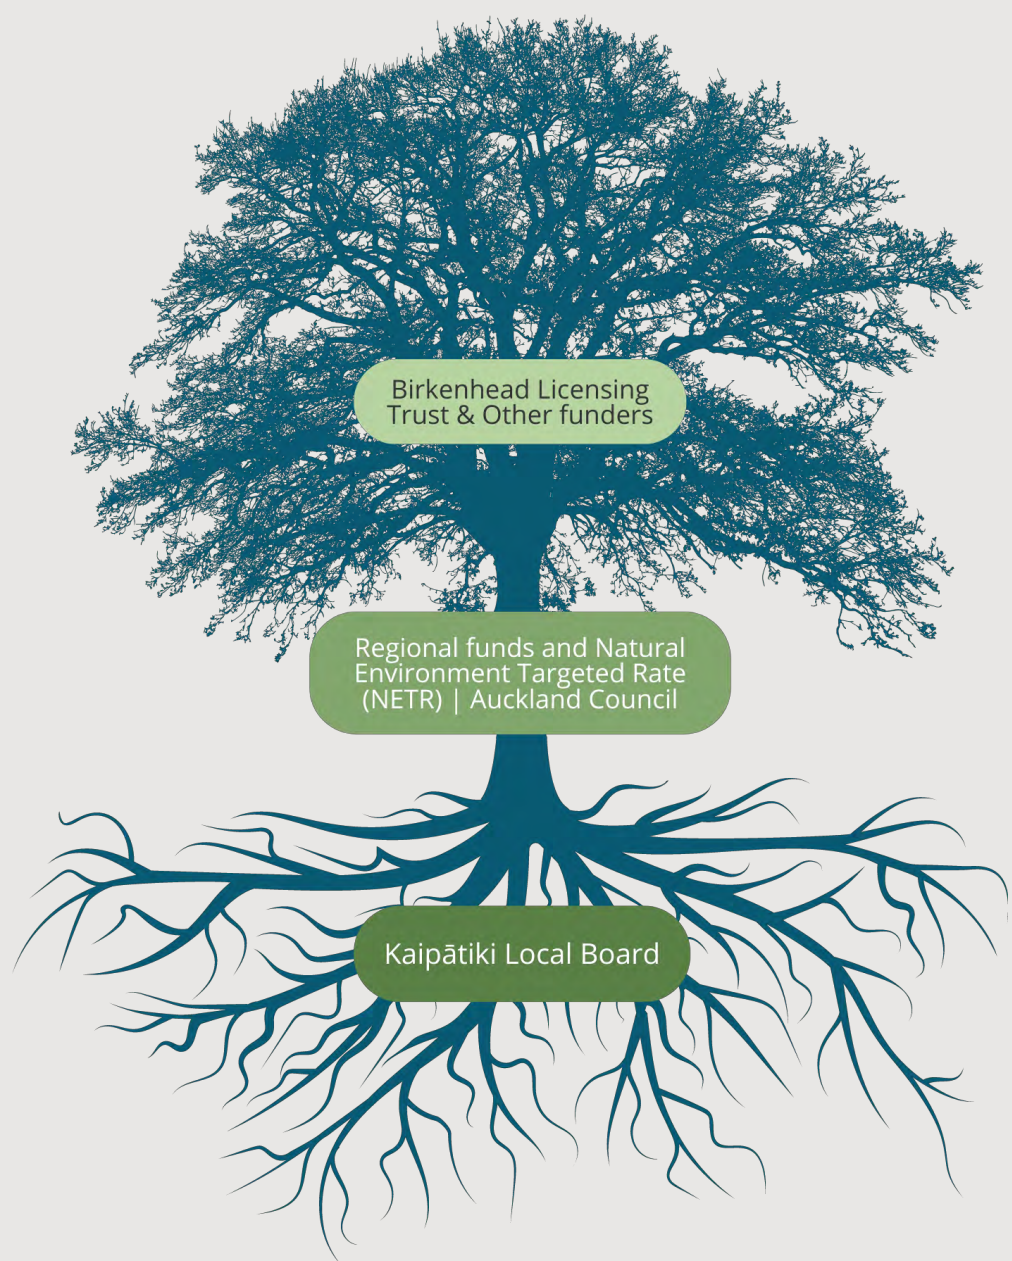 Birkenhead Licensing
Trust & Other funders
Regional funds and Natural
Environment Targeted Rate
(NETR) | Auckland Council
Kaipātiki Local Board